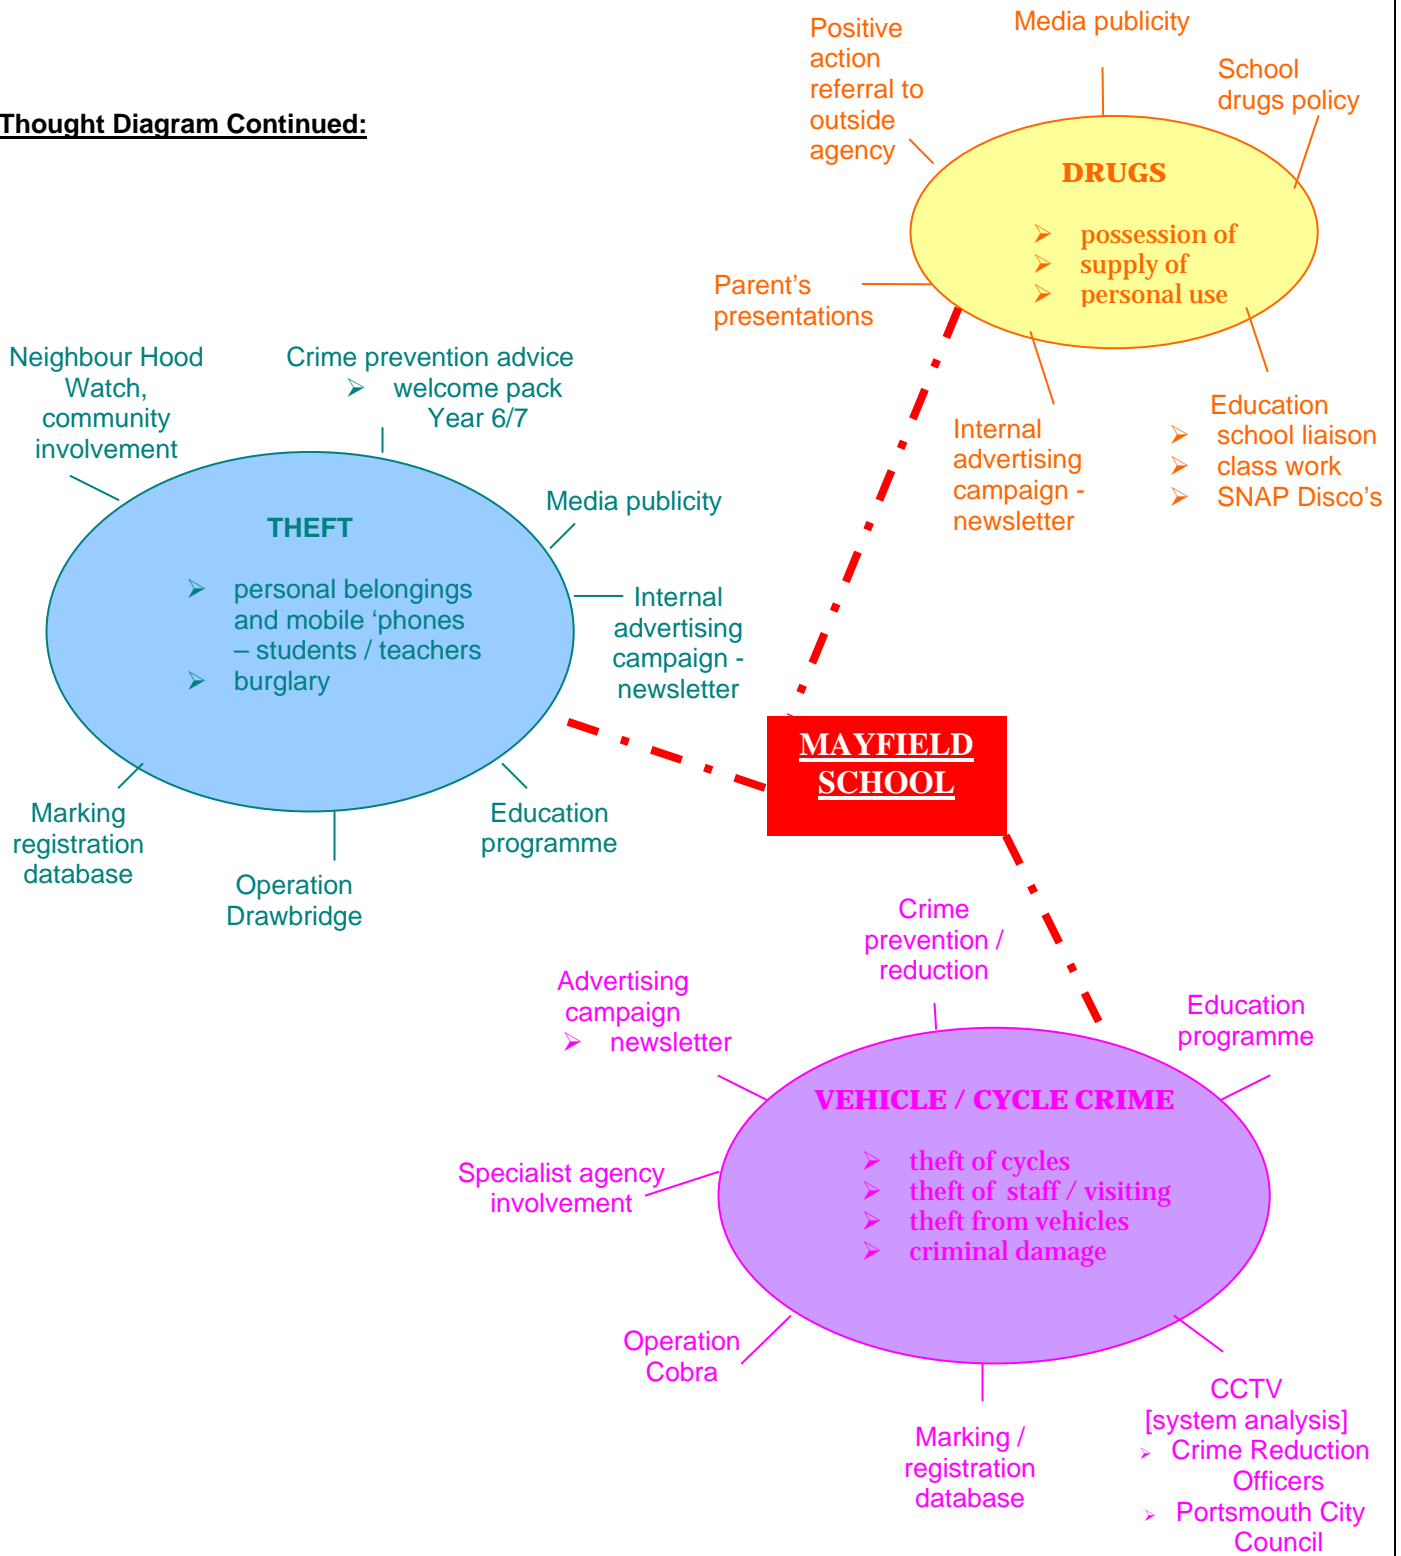 Thought Diagram Continued:
Positive
action
referral to
outside
agency
Media publicity
School
drugs policy
DRUGS
➢ possession of
➢ supply of
➢ personal use
Parent's
presentations
Internal
advertising
campaign -
newsletter
Education
➢ school liaison
➢ class work
➢ SNAP Disco's
Neighbour Hood
Watch,
community
involvement
Crime prevention advice
➢ welcome pack
Year 6/7
Media publicity
THEFT
➢ personal belongings
and mobile ‘phones
– students / teachers
➢ burglary
Internal
advertising
campaign -
newsletter
Marking
registration
database
Operation
Drawbridge
Education
programme
MAYFIELD
SCHOOL
Crime
prevention /
reduction
Advertising
campaign
➢ newsletter
Education
programme
VEHICLE / CYCLE CRIME
➢ theft of cycles
➢ theft of staff / visiting
➢ theft from vehicles
➢ criminal damage
Specialist agency
involvement
Operation
Cobra
Marking /
registration
database
CCTV
[system analysis]
➢ Crime Reduction
Officers
➢ Portsmouth City
Council